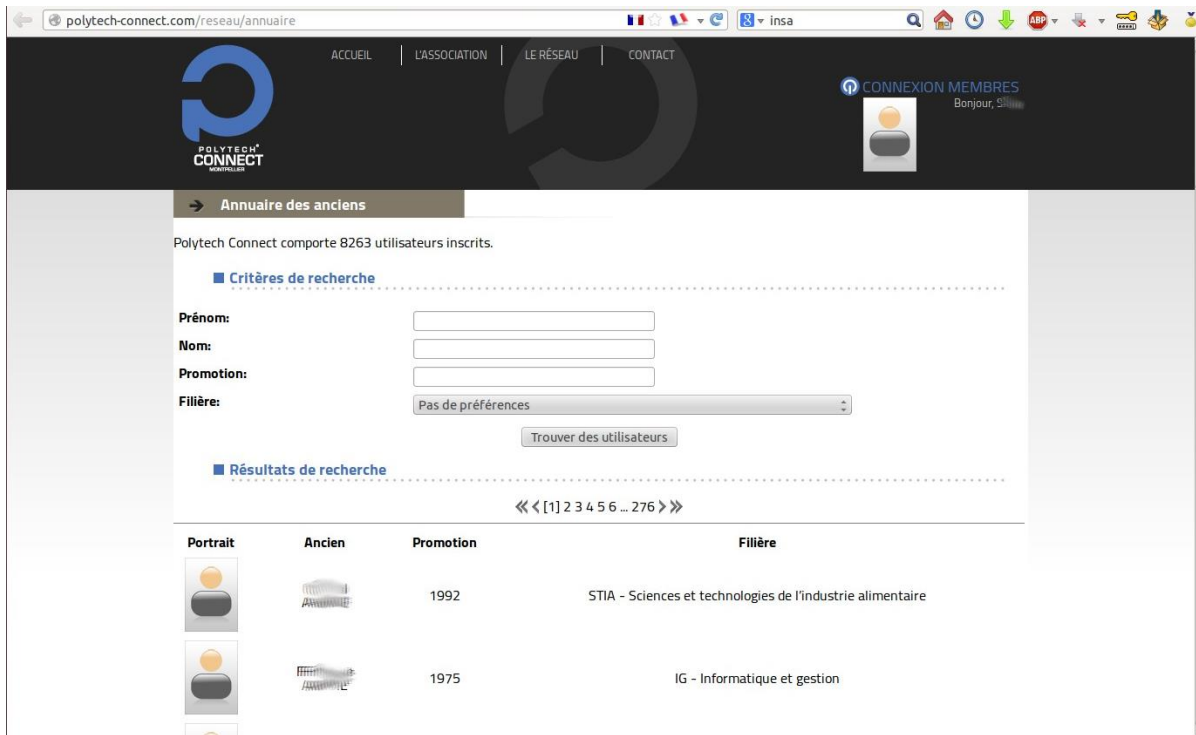 polytech-connect.com/reseau/annuaire
insa
ABP
ACCUEIL
L'ASSOCIATION
LE RÉSEAU
CONTACT
CONNEXION MEMBRES
Bonjour,
POLYTECH®
CONNECT
MONTPELLIER
Annuaire des anciens
Polytech Connect comporte 8263 utilisateurs inscrits.
Critères de recherche
Prénom:
Nom:
Promotion:
Filière:
Pas de préférences
Trouver des utilisateurs
Résultats de recherche
[1] 2 3 4 5 6 ... 276
Portrait Ancien Promotion Filière
1992 STIA - Sciences et technologies de l'industrie alimentaire
1975 IG - Informatique et gestion